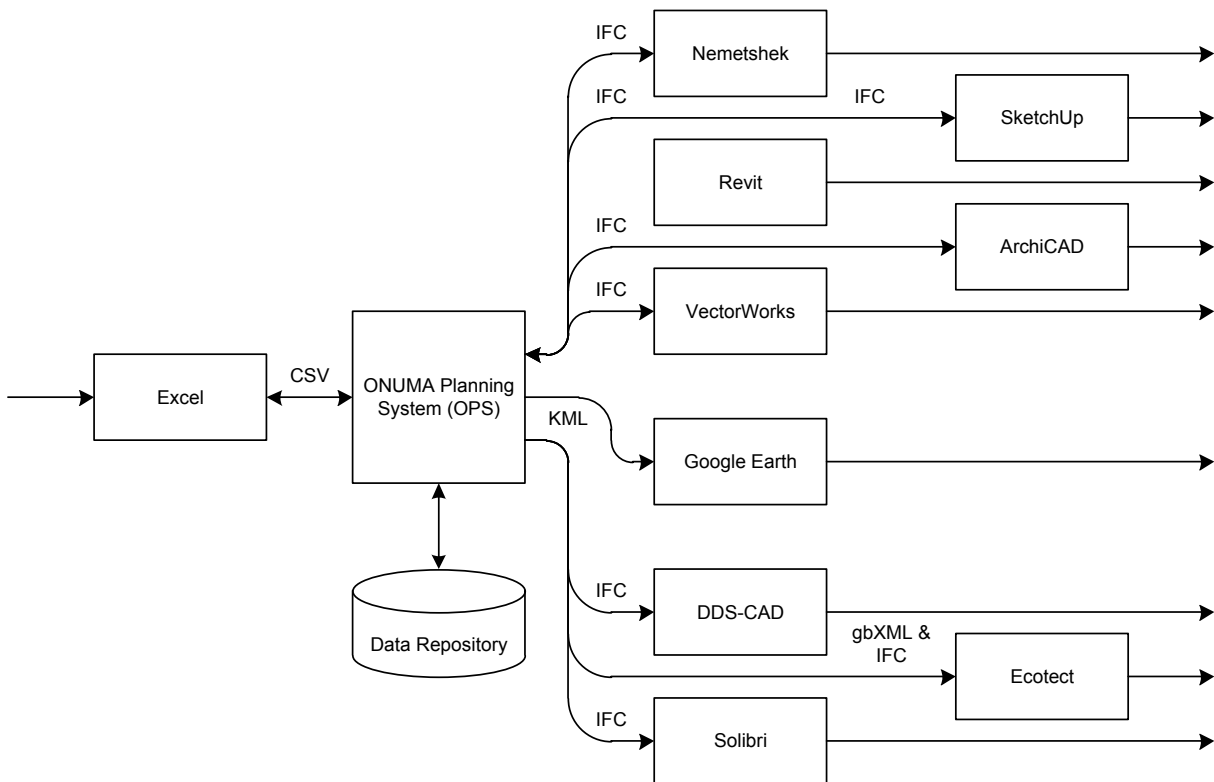 IFC
Nemetshek
IFC
IFC
SketchUp
Revit
IFC
ArchiCAD
IFC
VectorWorks
Excel
CSV
ONUMA Planning
System (OPS)
KML
Google Earth
Data Repository
IFC
DDS-CAD
gbXML &
IFC
Ecotect
IFC
Solibri